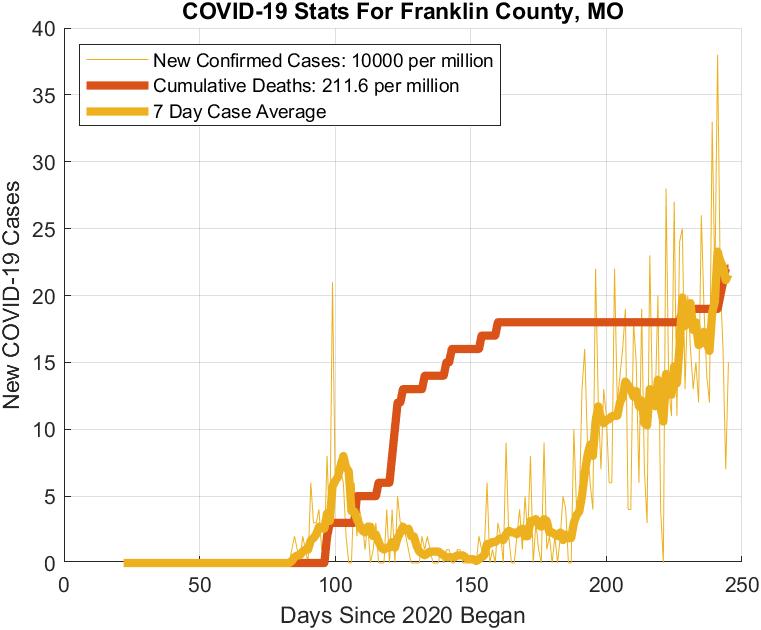 COVID-19 Stats For Franklin County, MO
New Confirmed Cases: 10000 per million
Cumulative Deaths: 211.6 per million
7 Day Case Average
New COVID-19 Cases
40
35
30
25
20
15
10
5
0
0 50 100 150 200 250
Days Since 2020 Began